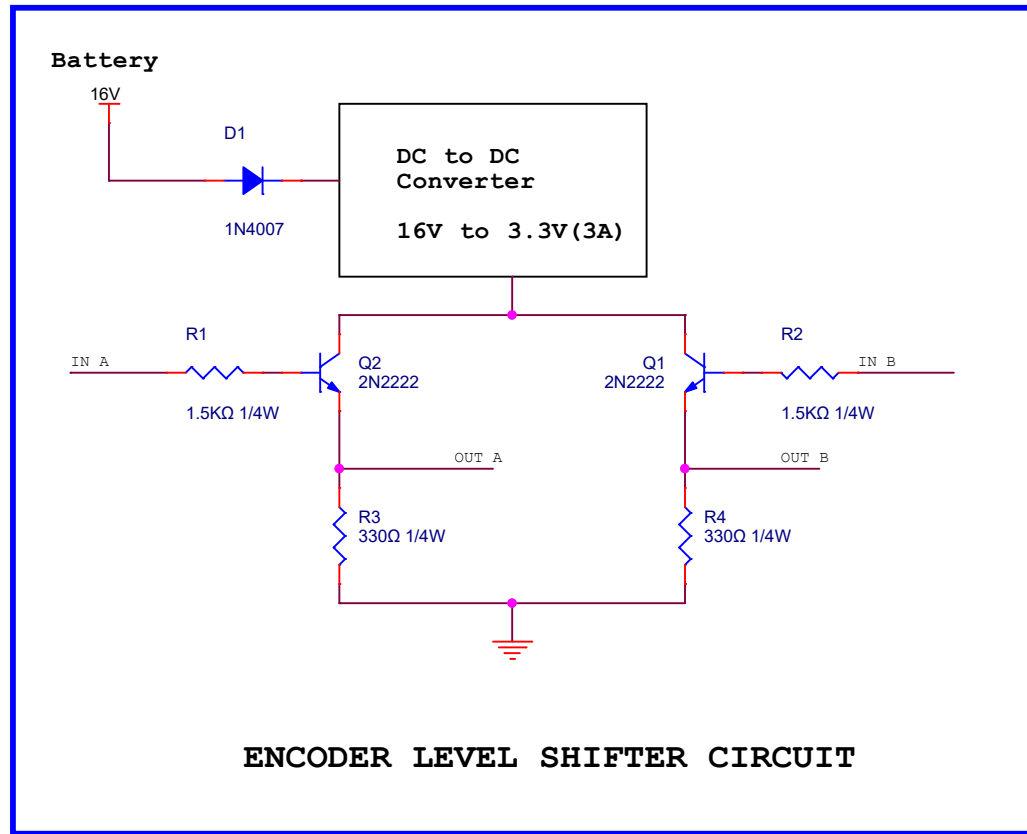 Battery
16V
D1
1N4007
DC to DC
Converter
16V to 3.3V(3A)
R1
IN A
1.5KΩ 1/4W
Q2
2N2222
Q1
2N2222
R2
IN B
1.5KΩ 1/4W
OUT A
OUT B
R3
330Ω 1/4W
R4
330Ω 1/4W
ENCODER LEVEL SHIFTER CIRCUIT